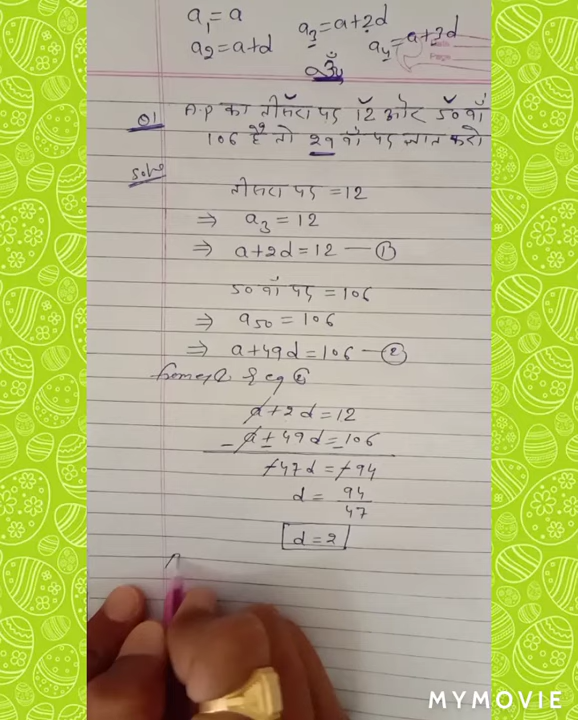 a₁ = a
a₃ = a+2d
a₂ = a+d
a₄ = a+3d
ॐ
Q1 A.P का तीसरा पद 12 और 50 वाँ
106 है तो 29 वाँ पद ज्ञात करो
Solⁿ
तीसरा पद = 12
⇒ a₃ = 12
⇒ a+2d = 12 — ①
50 वाँ पद = 106
⇒ a₅₀ = 106
⇒ a+49d = 106 — ②
a+2d = 12
- a ± 49d = 106
-47d = -94
d = 94/47
d = 2
MYMOVIE